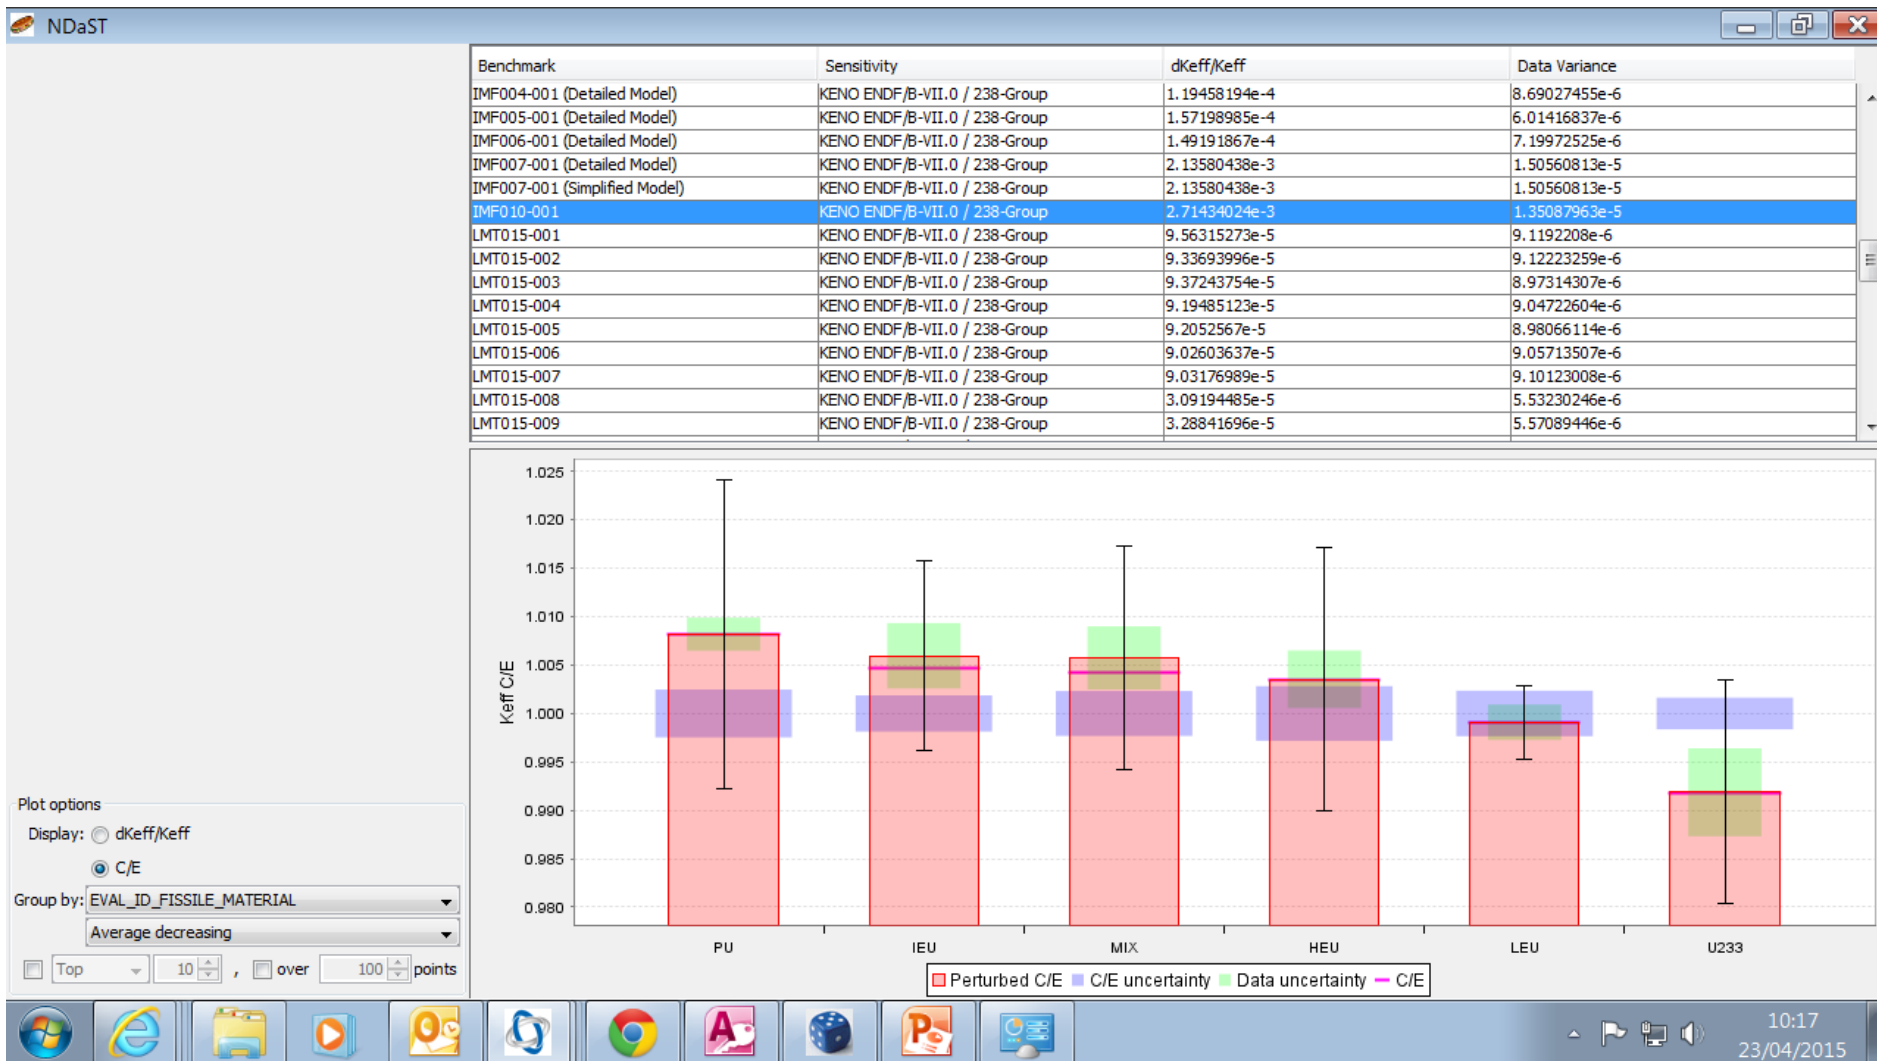 NDaST
Benchmark Sensitivity dKeff/Keff Data Variance
IMF004-001 (Detailed Model) KENO ENDF/B-VII.0 / 238-Group 1.19458194e-4 8.69027455e-6
IMF005-001 (Detailed Model) KENO ENDF/B-VII.0 / 238-Group 1.57198985e-4 6.01416837e-6
IMF006-001 (Detailed Model) KENO ENDF/B-VII.0 / 238-Group 1.49191867e-4 7.19972525e-6
IMF007-001 (Detailed Model) KENO ENDF/B-VII.0 / 238-Group 2.13580438e-3 1.50560813e-5
IMF007-001 (Simplified Model) KENO ENDF/B-VII.0 / 238-Group 2.13580438e-3 1.50560813e-5
IMF010-001 KENO ENDF/B-VII.0 / 238-Group 2.71434024e-3 1.35087963e-5
LMT015-001 KENO ENDF/B-VII.0 / 238-Group 9.56315273e-5 9.1192208e-6
LMT015-002 KENO ENDF/B-VII.0 / 238-Group 9.33693996e-5 9.12223259e-6
LMT015-003 KENO ENDF/B-VII.0 / 238-Group 9.37243754e-5 8.97314307e-6
LMT015-004 KENO ENDF/B-VII.0 / 238-Group 9.19485123e-5 9.04722604e-6
LMT015-005 KENO ENDF/B-VII.0 / 238-Group 9.2052567e-5 8.98066114e-6
LMT015-006 KENO ENDF/B-VII.0 / 238-Group 9.02603637e-5 9.05713507e-6
LMT015-007 KENO ENDF/B-VII.0 / 238-Group 9.03176989e-5 9.10123008e-6
LMT015-008 KENO ENDF/B-VII.0 / 238-Group 3.09194485e-5 5.53230246e-6
LMT015-009 KENO ENDF/B-VII.0 / 238-Group 3.28841696e-5 5.57089446e-6
Keff C/E
1.025
1.020
1.015
1.010
1.005
1.000
0.995
0.990
0.985
0.980
PU IEU MIX HEU LEU U233
Perturbed C/E C/E uncertainty Data uncertainty C/E
Plot options
Display: dKeff/Keff
C/E
Group by: EVAL_ID_FISSILE_MATERIAL
Average decreasing
Top 10 , over 100 points
10:17
23/04/2015